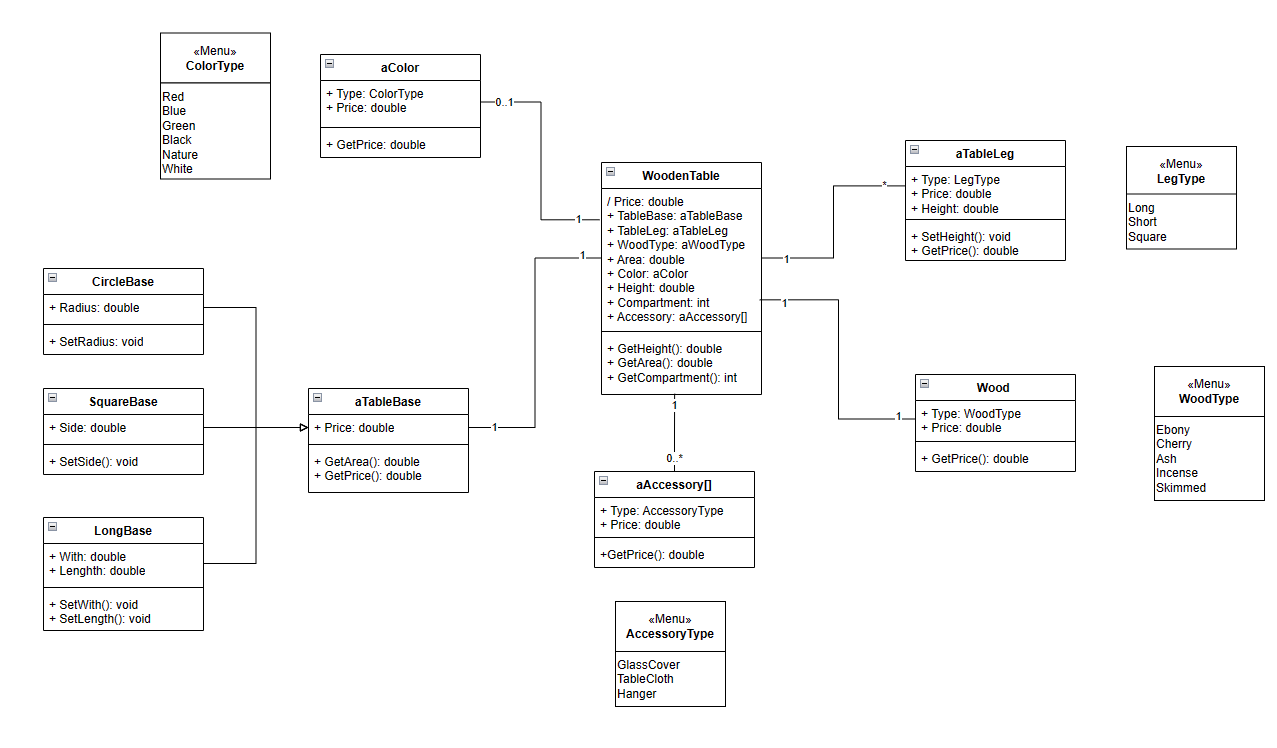 «Menu»
ColorType
Red
Blue
Green
Black
Nature
White
aColor
+ Type: ColorType
+ Price: double
+ GetPrice: double
0..1
1
WoodenTable
/ Price: double
+ TableBase: aTableBase
+ TableLeg: aTableLeg
+ WoodType: aWoodType
+ Area: double
+ Color: aColor
+ Height: double
+ Compartment: int
+ Accessory: aAccessory[]
+ GetHeight(): double
+ GetArea(): double
+ GetCompartment(): int
1
*
aTableLeg
+ Type: LegType
+ Price: double
+ Height: double
+ SetHeight(): void
+ GetPrice(): double
«Menu»
LegType
Long
Short
Square
CircleBase
+ Radius: double
+ SetRadius: void
SquareBase
+ Side: double
+ SetSide(): void
LongBase
+ With: double
+ Lenghth: double
+ SetWith(): void
+ SetLength(): void
aTableBase
+ Price: double
+ GetArea(): double
+ GetPrice(): double
1
1
1
1
Wood
+ Type: WoodType
+ Price: double
+ GetPrice(): double
«Menu»
WoodType
Ebony
Cherry
Ash
Incense
Skimmed
1
0..*
aAccessory[]
+ Type: AccessoryType
+ Price: double
+GetPrice(): double
«Menu»
AccessoryType
GlassCover
TableCloth
Hanger